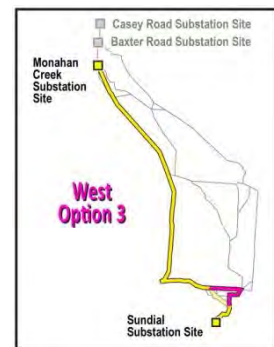 Casey Road Substation Site
Baxter Road Substation Site
Monahan
Creek
Substation
Site
West
Option 3
Sundial
Substation Site